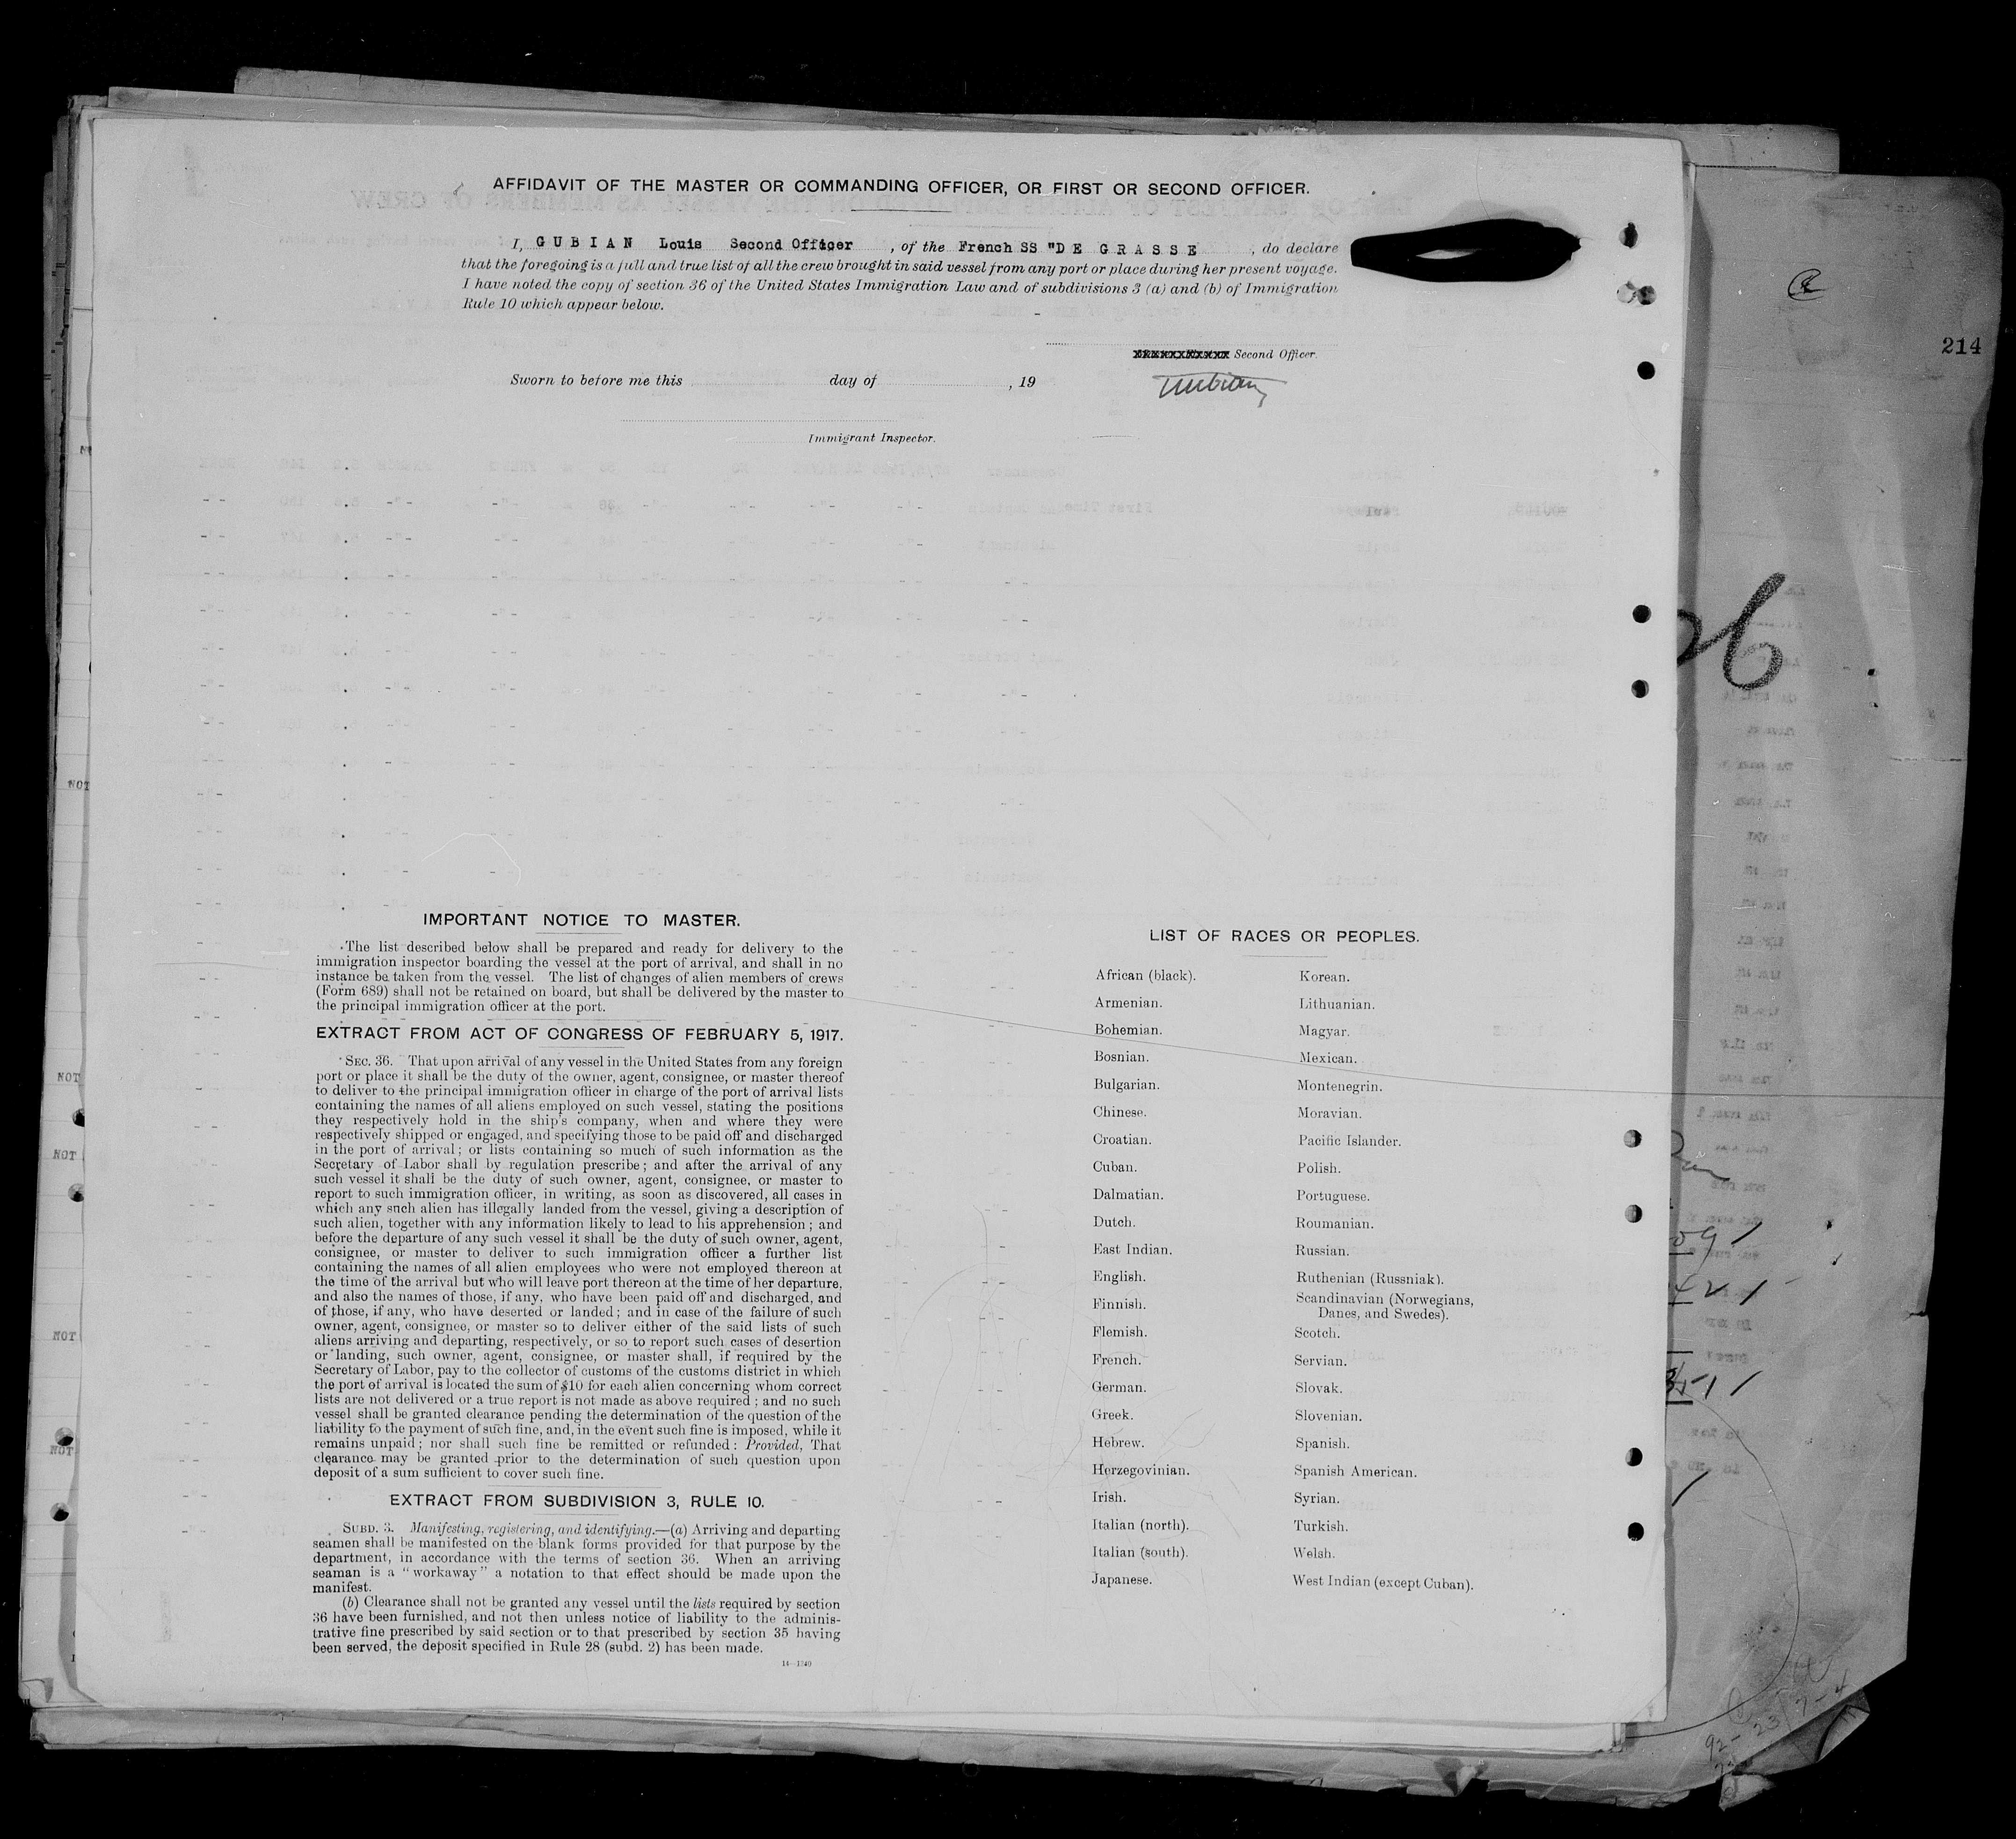 AFFIDAVIT OF THE MASTER OR COMMANDING OFFICER, OR FIRST OR SECOND OFFICER.
I, GUBIAN Louis Second Officer , of the French SS "DE GRASSE , do declare
that the foregoing is a full and true list of all the crew brought in said vessel from any port or place during her present voyage.
I have noted the copy of section 36 of the United States Immigration Law and of subdivisions 3 (a) and (b) of Immigration
Rule 10 which appear below.
Second Officer.
Sworn to before me this day of , 19
Gubian
Immigrant Inspector.
214
IMPORTANT NOTICE TO MASTER.
The list described below shall be prepared and ready for delivery to the
immigration inspector boarding the vessel at the port of arrival, and shall in no
instance be taken from the vessel. The list of changes of alien members of crews
(Form 689) shall not be retained on board, but shall be delivered by the master to
the principal immigration officer at the port.
EXTRACT FROM ACT OF CONGRESS OF FEBRUARY 5, 1917.
SEC. 36. That upon arrival of any vessel in the United States from any foreign
port or place it shall be the duty of the owner, agent, consignee, or master thereof
to deliver to the principal immigration officer in charge of the port of arrival lists
containing the names of all aliens employed on such vessel, stating the positions
they respectively hold in the ship's company, when and where they were
respectively shipped or engaged, and specifying those to be paid off and discharged
in the port of arrival; or lists containing so much of such information as the
Secretary of Labor shall by regulation prescribe; and after the arrival of any
such vessel it shall be the duty of such owner, agent, consignee, or master to
report to such immigration officer, in writing, as soon as discovered, all cases in
which any such alien has illegally landed from the vessel, giving a description of
such alien, together with any information likely to lead to his apprehension; and
before the departure of any such vessel it shall be the duty of such owner, agent,
consignee, or master to deliver to such immigration officer a further list
containing the names of all alien employees who were not employed thereon at
the time of the arrival but who will leave port thereon at the time of her departure,
and also the names of those, if any, who have been paid off and discharged, and
of those, if any, who have deserted or landed; and in case of the failure of such
owner, agent, consignee, or master so to deliver either of the said lists of such
aliens arriving and departing, respectively, or so to report such cases of desertion
or landing, such owner, agent, consignee, or master shall, if required by the
Secretary of Labor, pay to the collector of customs of the customs district in which
the port of arrival is located the sum of $10 for each alien concerning whom correct
lists are not delivered or a true report is not made as above required; and no such
vessel shall be granted clearance pending the determination of the question of the
liability to the payment of such fine, and, in the event such fine is imposed, while it
remains unpaid; nor shall such fine be remitted or refunded: Provided, That
clearance may be granted prior to the determination of such question upon
deposit of a sum sufficient to cover such fine.
EXTRACT FROM SUBDIVISION 3, RULE 10.
SUBD. 3. Manifesting, registering, and identifying.—(a) Arriving and departing
seamen shall be manifested on the blank forms provided for that purpose by the
department, in accordance with the terms of section 36. When an arriving
seaman is a "workaway" a notation to that effect should be made upon the
manifest.
(b) Clearance shall not be granted any vessel until the lists required by section
36 have been furnished, and not then unless notice of liability to the adminis-
trative fine prescribed by said section or to that prescribed by section 35 having
been served, the deposit specified in Rule 28 (subd. 2) has been made.
14—1240
LIST OF RACES OR PEOPLES.
African (black).
Armenian.
Bohemian.
Bosnian.
Bulgarian.
Chinese.
Croatian.
Cuban.
Dalmatian.
Dutch.
East Indian.
English.
Finnish.
Flemish.
French.
German.
Greek.
Hebrew.
Herzegovinian.
Irish.
Italian (north).
Italian (south).
Japanese.
Korean.
Lithuanian.
Magyar.
Mexican.
Montenegrin.
Moravian.
Pacific Islander.
Polish.
Portuguese.
Roumanian.
Russian.
Ruthenian (Russniak).
Scandinavian (Norwegians,
Danes, and Swedes).
Scotch.
Servian.
Slovak.
Slovenian.
Spanish.
Spanish American.
Syrian.
Turkish.
Welsh.
West Indian (except Cuban).